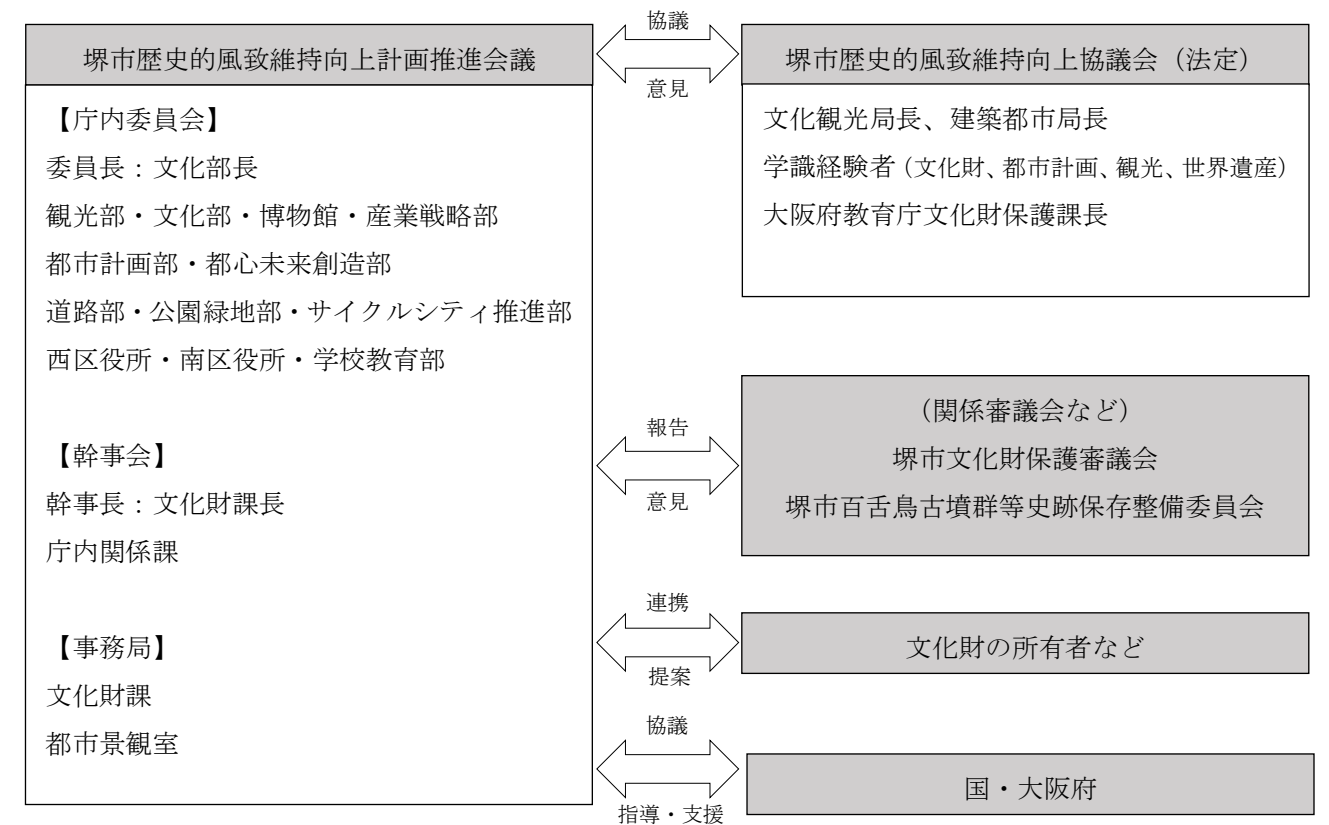 堺市歴史的風致維持向上計画推進会議
【庁内委員会】
委員長：文化部長
観光部・文化部・博物館・産業戦略部
都市計画部・都心未来創造部
道路部・公園緑地部・サイクルシティ推進部
西区役所・南区役所・学校教育部
【幹事会】
幹事長：文化財課長
庁内関係課
【事務局】
文化財課
都市景観室
協議
意見
堺市歴史的風致維持向上協議会（法定）
文化観光局長、建築都市局長
学識経験者（文化財、都市計画、観光、世界遺産）
大阪府教育庁文化財保護課長
報告
意見
（関係審議会など）
堺市文化財保護審議会
堺市百舌鳥古墳群等史跡保存整備委員会
連携
提案
文化財の所有者など
協議
指導・支援
国・大阪府